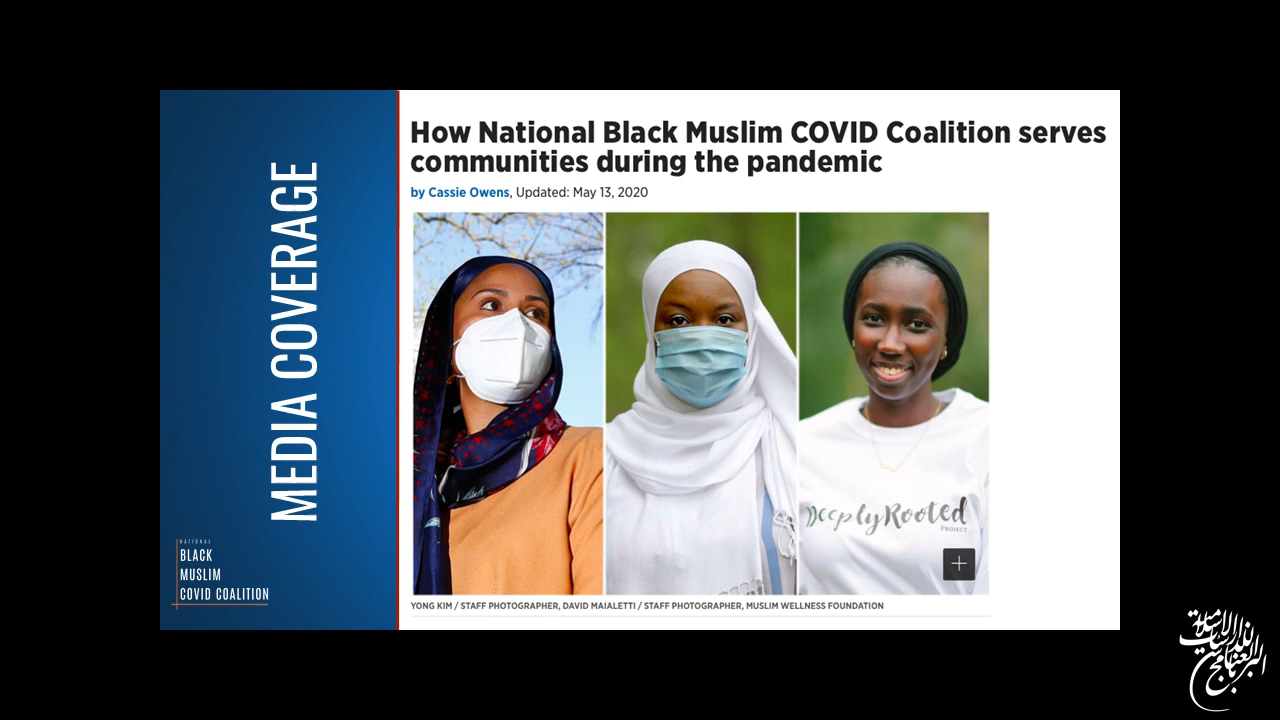 How National Black Muslim COVID Coalition serves
communities during the pandemic
by Cassie Owens, Updated: May 13, 2020
MEDIA COVERAGE
DeeplyRooted
PROJECT
YONG KIM / STAFF PHOTOGRAPHER, DAVID MAIALETTI / STAFF PHOTOGRAPHER, MUSLIM WELLNESS FOUNDATION
NATIONAL
BLACK
MUSLIM
COVID COALITION